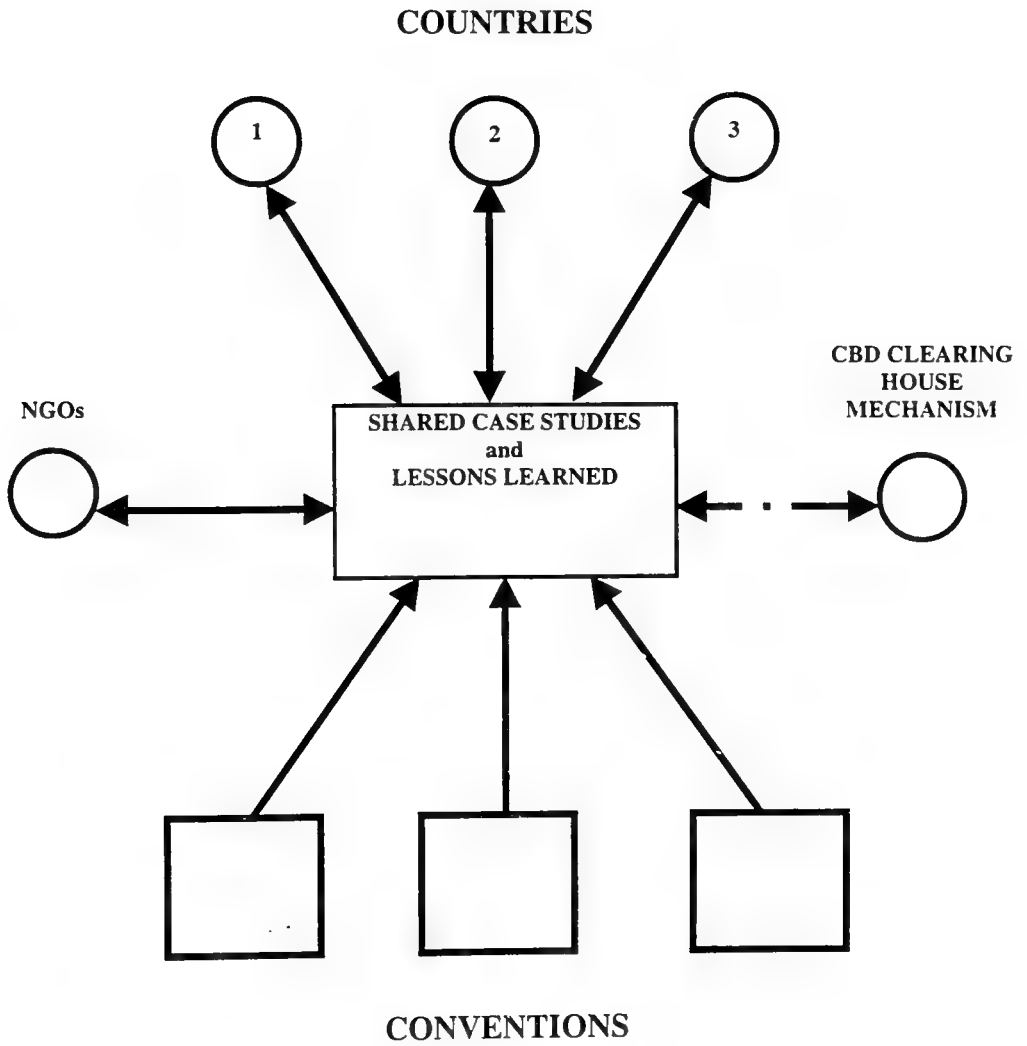 COUNTRIES
1
2
3
CBD CLEARING
HOUSE
MECHANISM
NGOs
SHARED CASE STUDIES
and
LESSONS LEARNED
CONVENTIONS